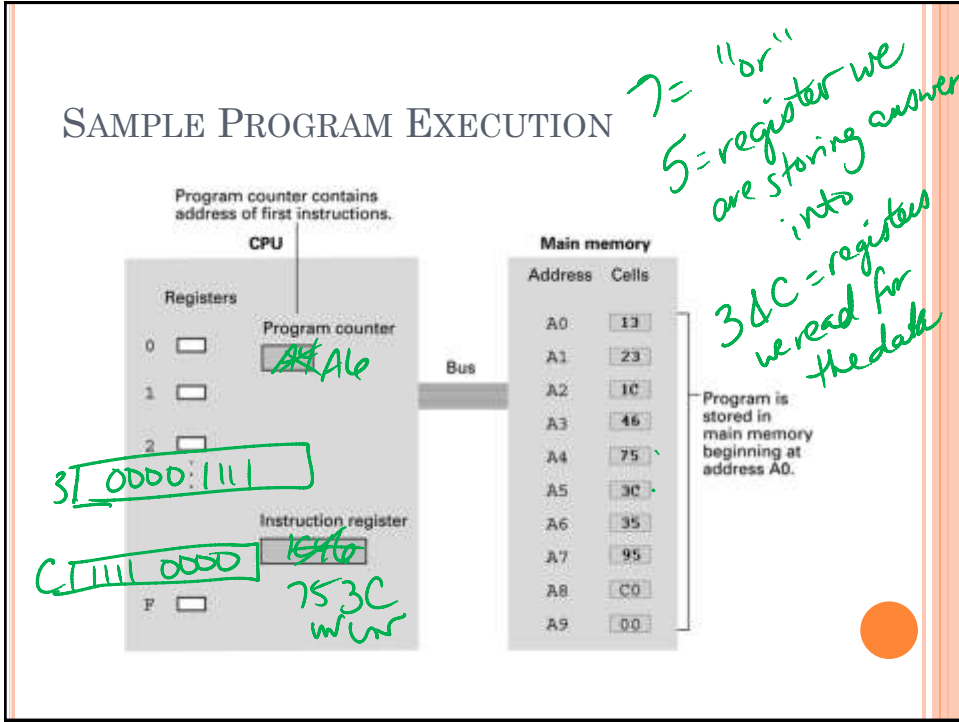 SAMPLE PROGRAM EXECUTION
7= "or"
5=register we
are storing answer
into
3&C = registers
we read for
the data
Program counter contains
address of first instructions.
CPU
Registers
0
1
2
3 0000 1111
C 1111 0000
F
Program counter
A4 A6
Instruction register
1C46
753C
Bus
Main memory
Address Cells
A0 13
A1 23
A2 1C
A3 46
A4 75
A5 3C
A6 35
A7 95
A8 C0
A9 00
Program is
stored in
main memory
beginning at
address A0.